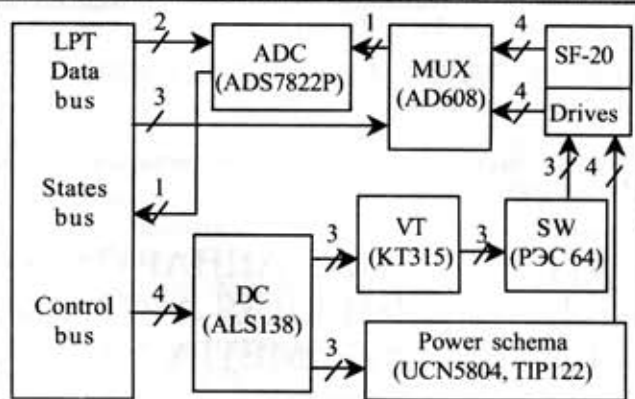 LPT
Data
bus
States
bus
Control
bus
2
3
1
4
ADC
(ADS7822P)
1
MUX
(AD608)
4
4
SF-20
Drives
3
4
DC
(ALS138)
3
3
VT
(KT315)
3
SW
(РЭС 64)
Power schema
(UCN5804, TIP122)